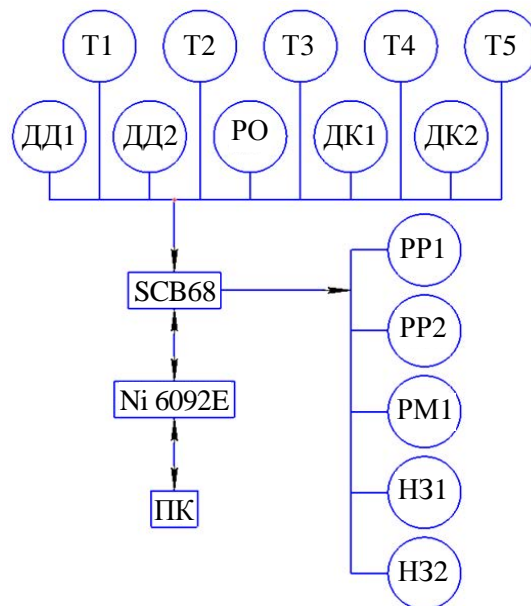 Т1 Т2 Т3 Т4 Т5
ДД1 ДД2 РО ДК1 ДК2
РР1
SCB68
РР2
Ni 6092E
РМ1
НЗ1
ПК
НЗ2